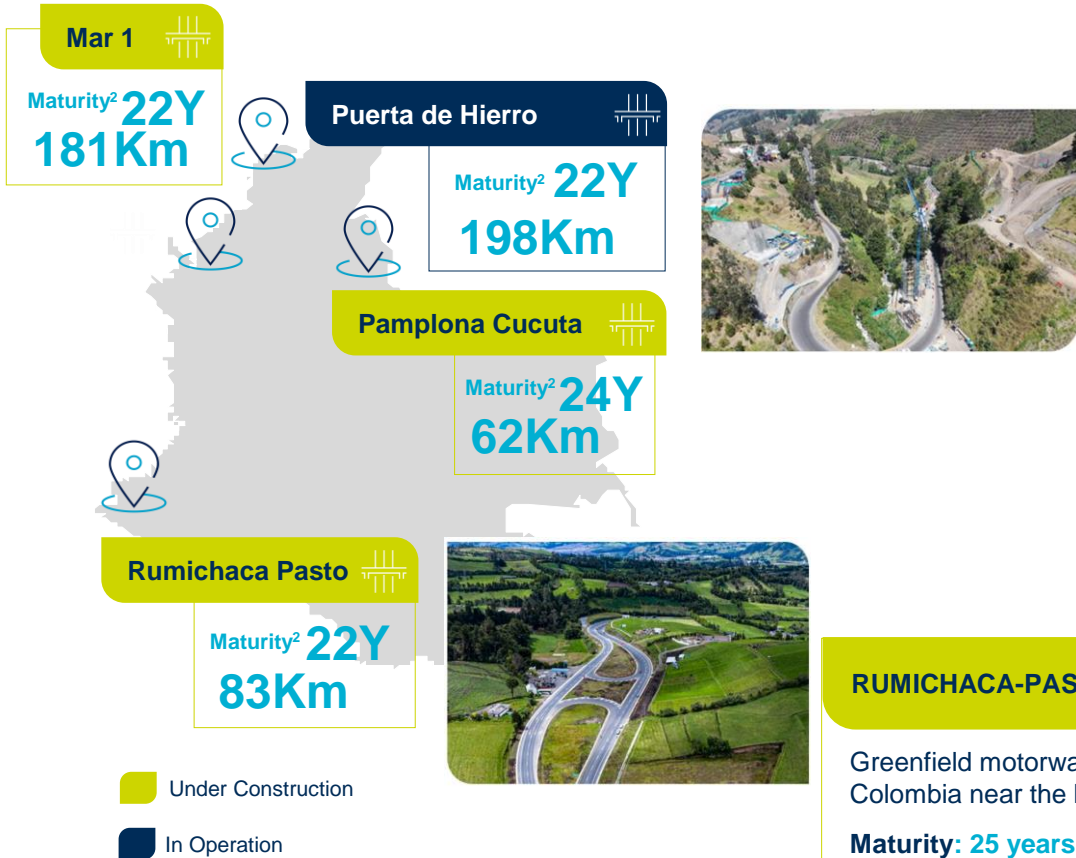 Mar 1
Maturity² 22Y
181Km
Puerta de Hierro
Maturity² 22Y
198Km
Pamplona Cucuta
Maturity² 24Y
62Km
Rumichaca Pasto
Maturity² 22Y
83Km
Under Construction
In Operation
RUMICHACA-PAS
Greenfield motorwa
Colombia near the
Maturity: 25 years